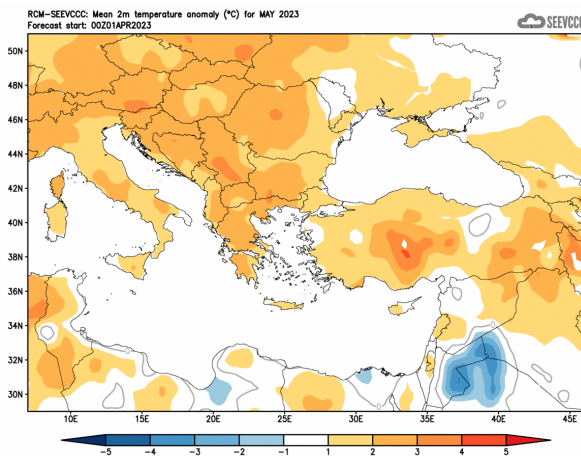 RCM-SEEVCCC: Mean 2m temperature anomaly (°C) for MAY 2023
Forecast start: 00Z01APR2023
SEEVCCC
50N
48N
46N
44N
42N
40N
38N
36N
34N
32N
30N
10E 15E 20E 25E 30E 35E 40E 45E
-5 -4 -3 -2 -1 1 2 3 4 5